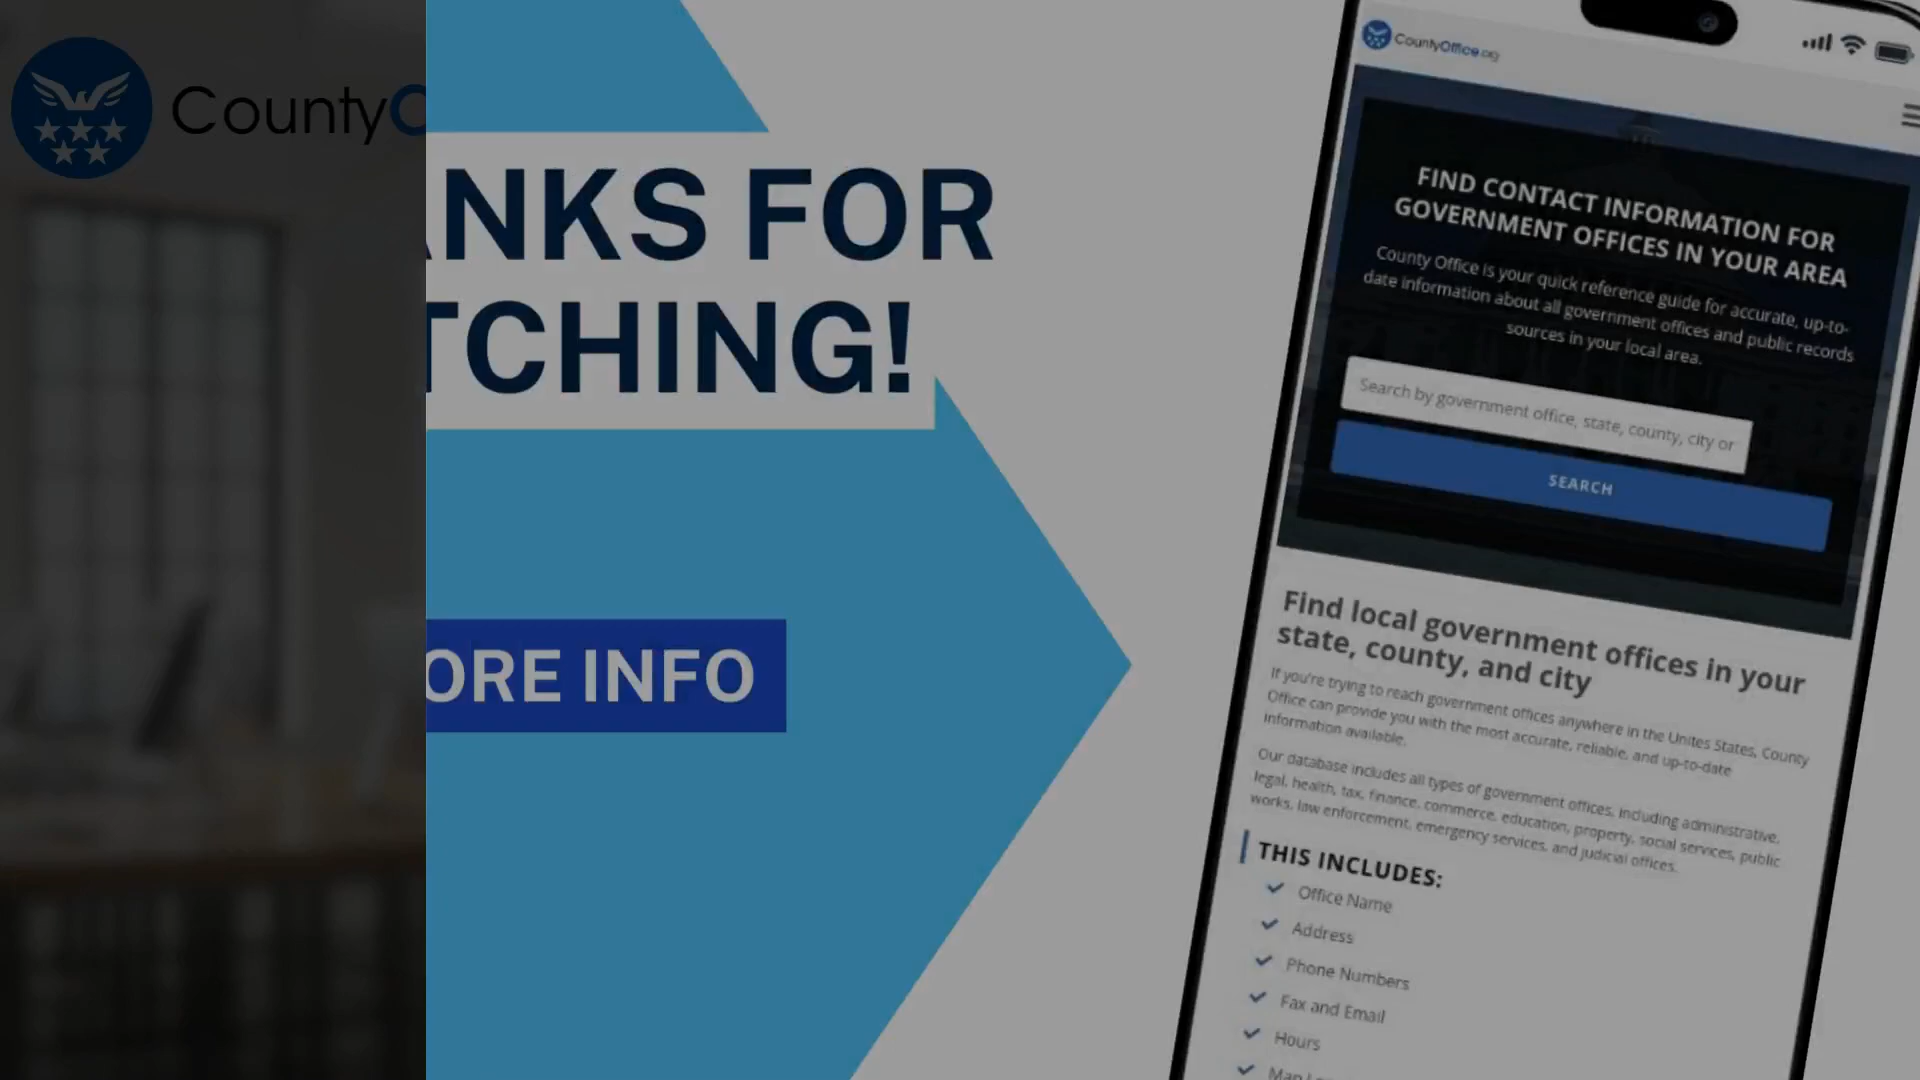 CountyO
ANKS FOR
TCHING!
ORE INFO
CountyOffice.org
FIND CONTACT INFORMATION FOR
GOVERNMENT OFFICES IN YOUR AREA
County Office is your quick reference guide for accurate, up-to-
date information about all government offices and public records
sources in your local area.
Search by government office, state, county, city or
SEARCH
Find local government offices in your
state, county, and city
If you're trying to reach government offices anywhere in the Unites States, County
Office can provide you with the most accurate, reliable, and up-to-date
information available.
Our database includes all types of government offices, including administrative,
legal, health, tax, finance, commerce, education, property, social services, public
works, law enforcement, emergency services, and judicial offices.
THIS INCLUDES:
Office Name
Address
Phone Numbers
Fax and Email
Hours
Map